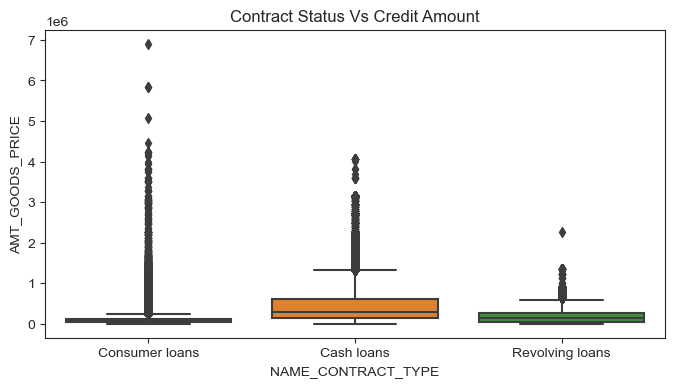 Contract Status Vs Credit Amount
1e6
7
6
5
4
3
2
1
0
AMT_GOODS_PRICE
Consumer loans
Cash loans
Revolving loans
NAME_CONTRACT_TYPE